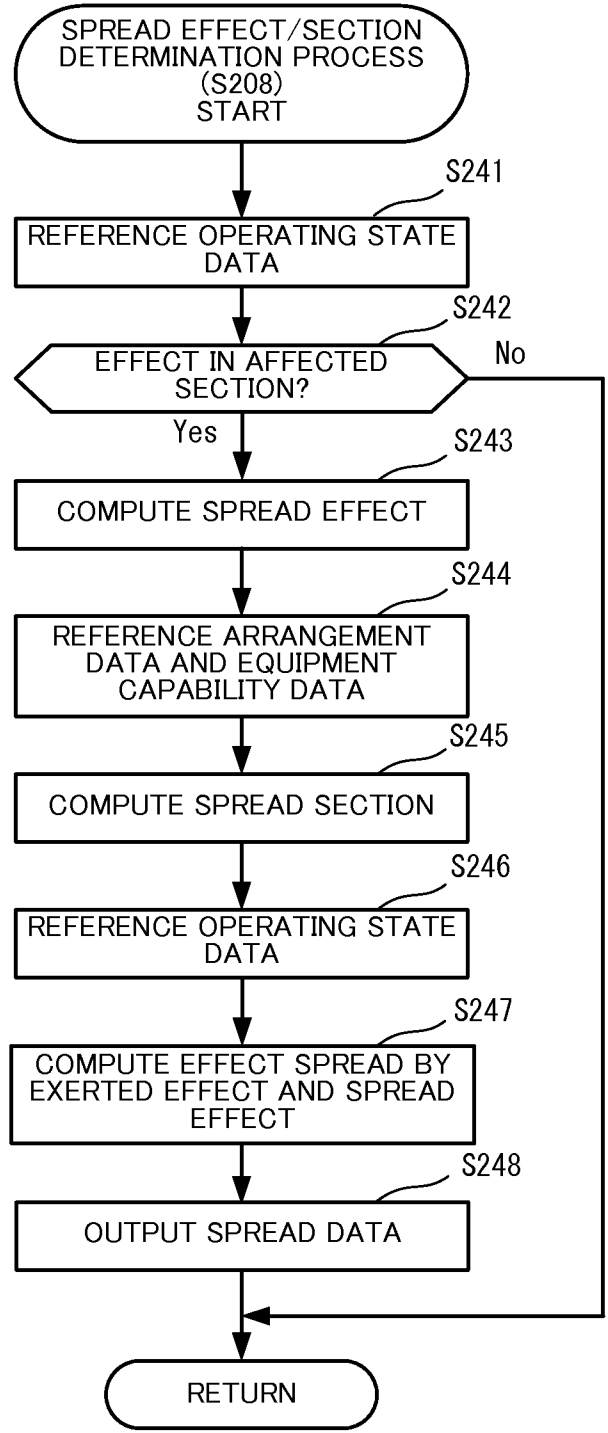 SPREAD EFFECT/SECTION
DETERMINATION PROCESS
(S208)
START
S241
REFERENCE OPERATING STATE
DATA
S242
EFFECT IN AFFECTED
SECTION?
No
Yes
S243
COMPUTE SPREAD EFFECT
S244
REFERENCE ARRANGEMENT
DATA AND EQUIPMENT
CAPABILITY DATA
S245
COMPUTE SPREAD SECTION
S246
REFERENCE OPERATING STATE
DATA
S247
COMPUTE EFFECT SPREAD BY
EXERTED EFFECT AND SPREAD
EFFECT
S248
OUTPUT SPREAD DATA
RETURN